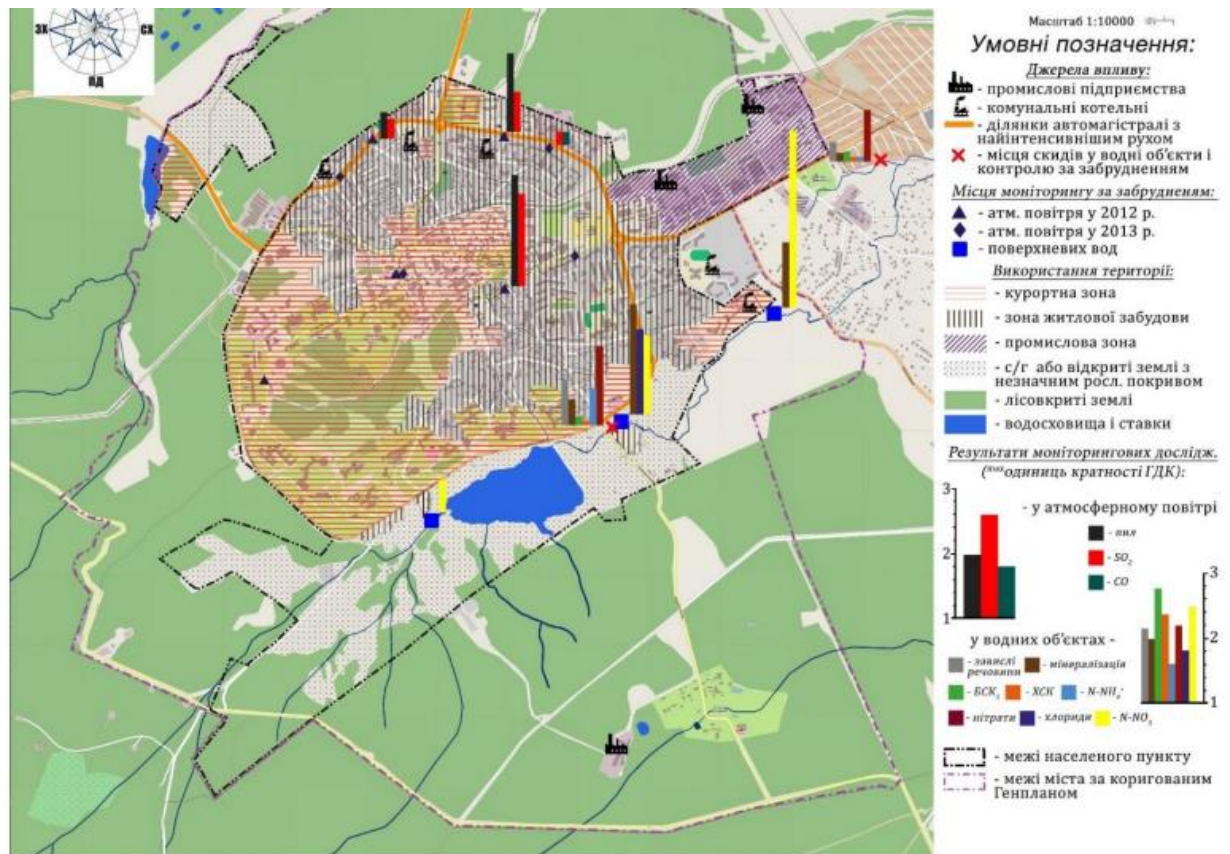 ЗХ
СХ
ПД
Масштаб 1:10000
Умовні позначення:
Джерела впливу:
- промислові підприємства
- комунальні котельні
- ділянки автомагістралі з
найінтенсивнішим рухом
- місця скидів у водні об'єкти і
контролю за забрудненням
Місця моніторингу за забрудненям:
- атм. повітря у 2012 р.
- атм. повітря у 2013 р.
- поверхневих вод
Використання території:
- курортна зона
- зона житлової забудови
- промислова зона
- с/г або відкриті землі з
незначним росл. покривом
- лісовкриті землі
- водосховища і ставки
Результати моніторингових дослідж.
одиниць кратності ГДК):
3
2
1
- у атмосферному повітрі
- пил
- SO₂
- CO
у водних об'єктах -
- завислі
речовини
- мінералізація
- БСК₅
- ХСК
- нітрати
- хлориди
3
2
1
- межі населеного пункту
- межі міста за коригованим
Генпланом